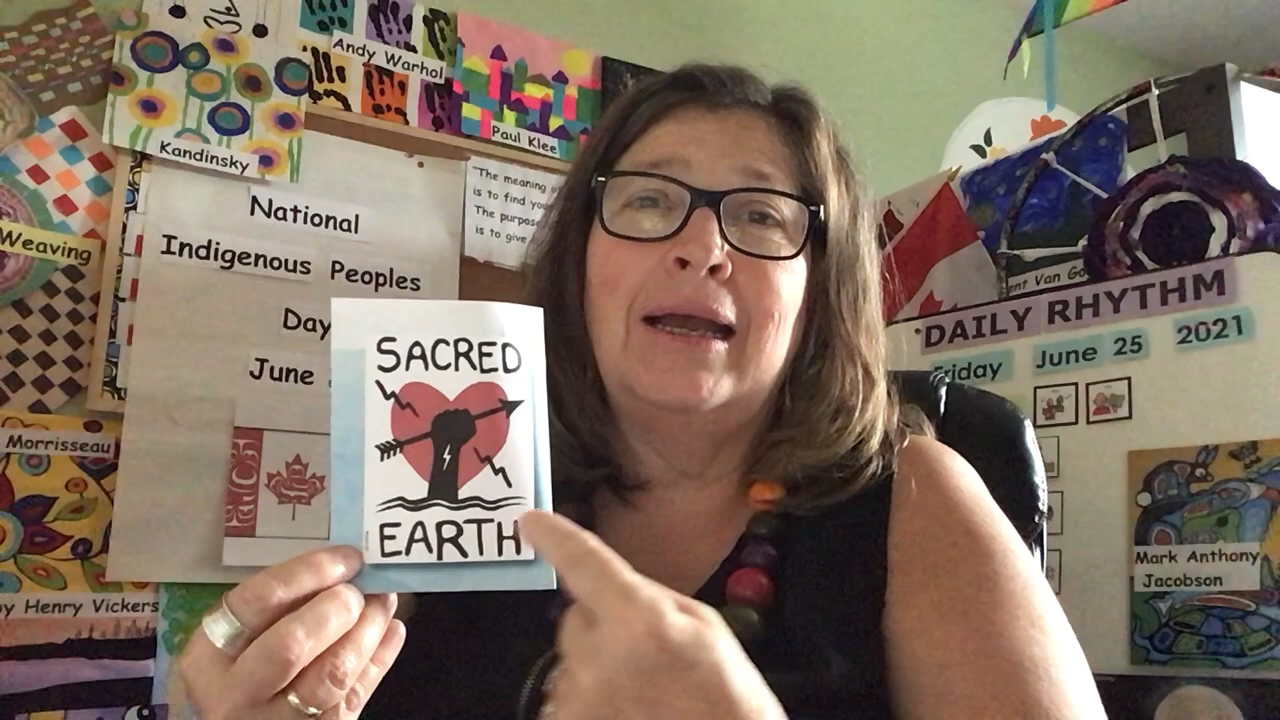 Andy Warhol
Paul Klee
Kandinsky
National
Indigenous Peoples
Day
June
"The meaning
is to find
The
is to give
Weaving
Morrisseau
Henry Vickers
SACRED
EARTH
Van
DAILY RHYTHM
Friday June 25 2021
Mark Anthony
Jacobson